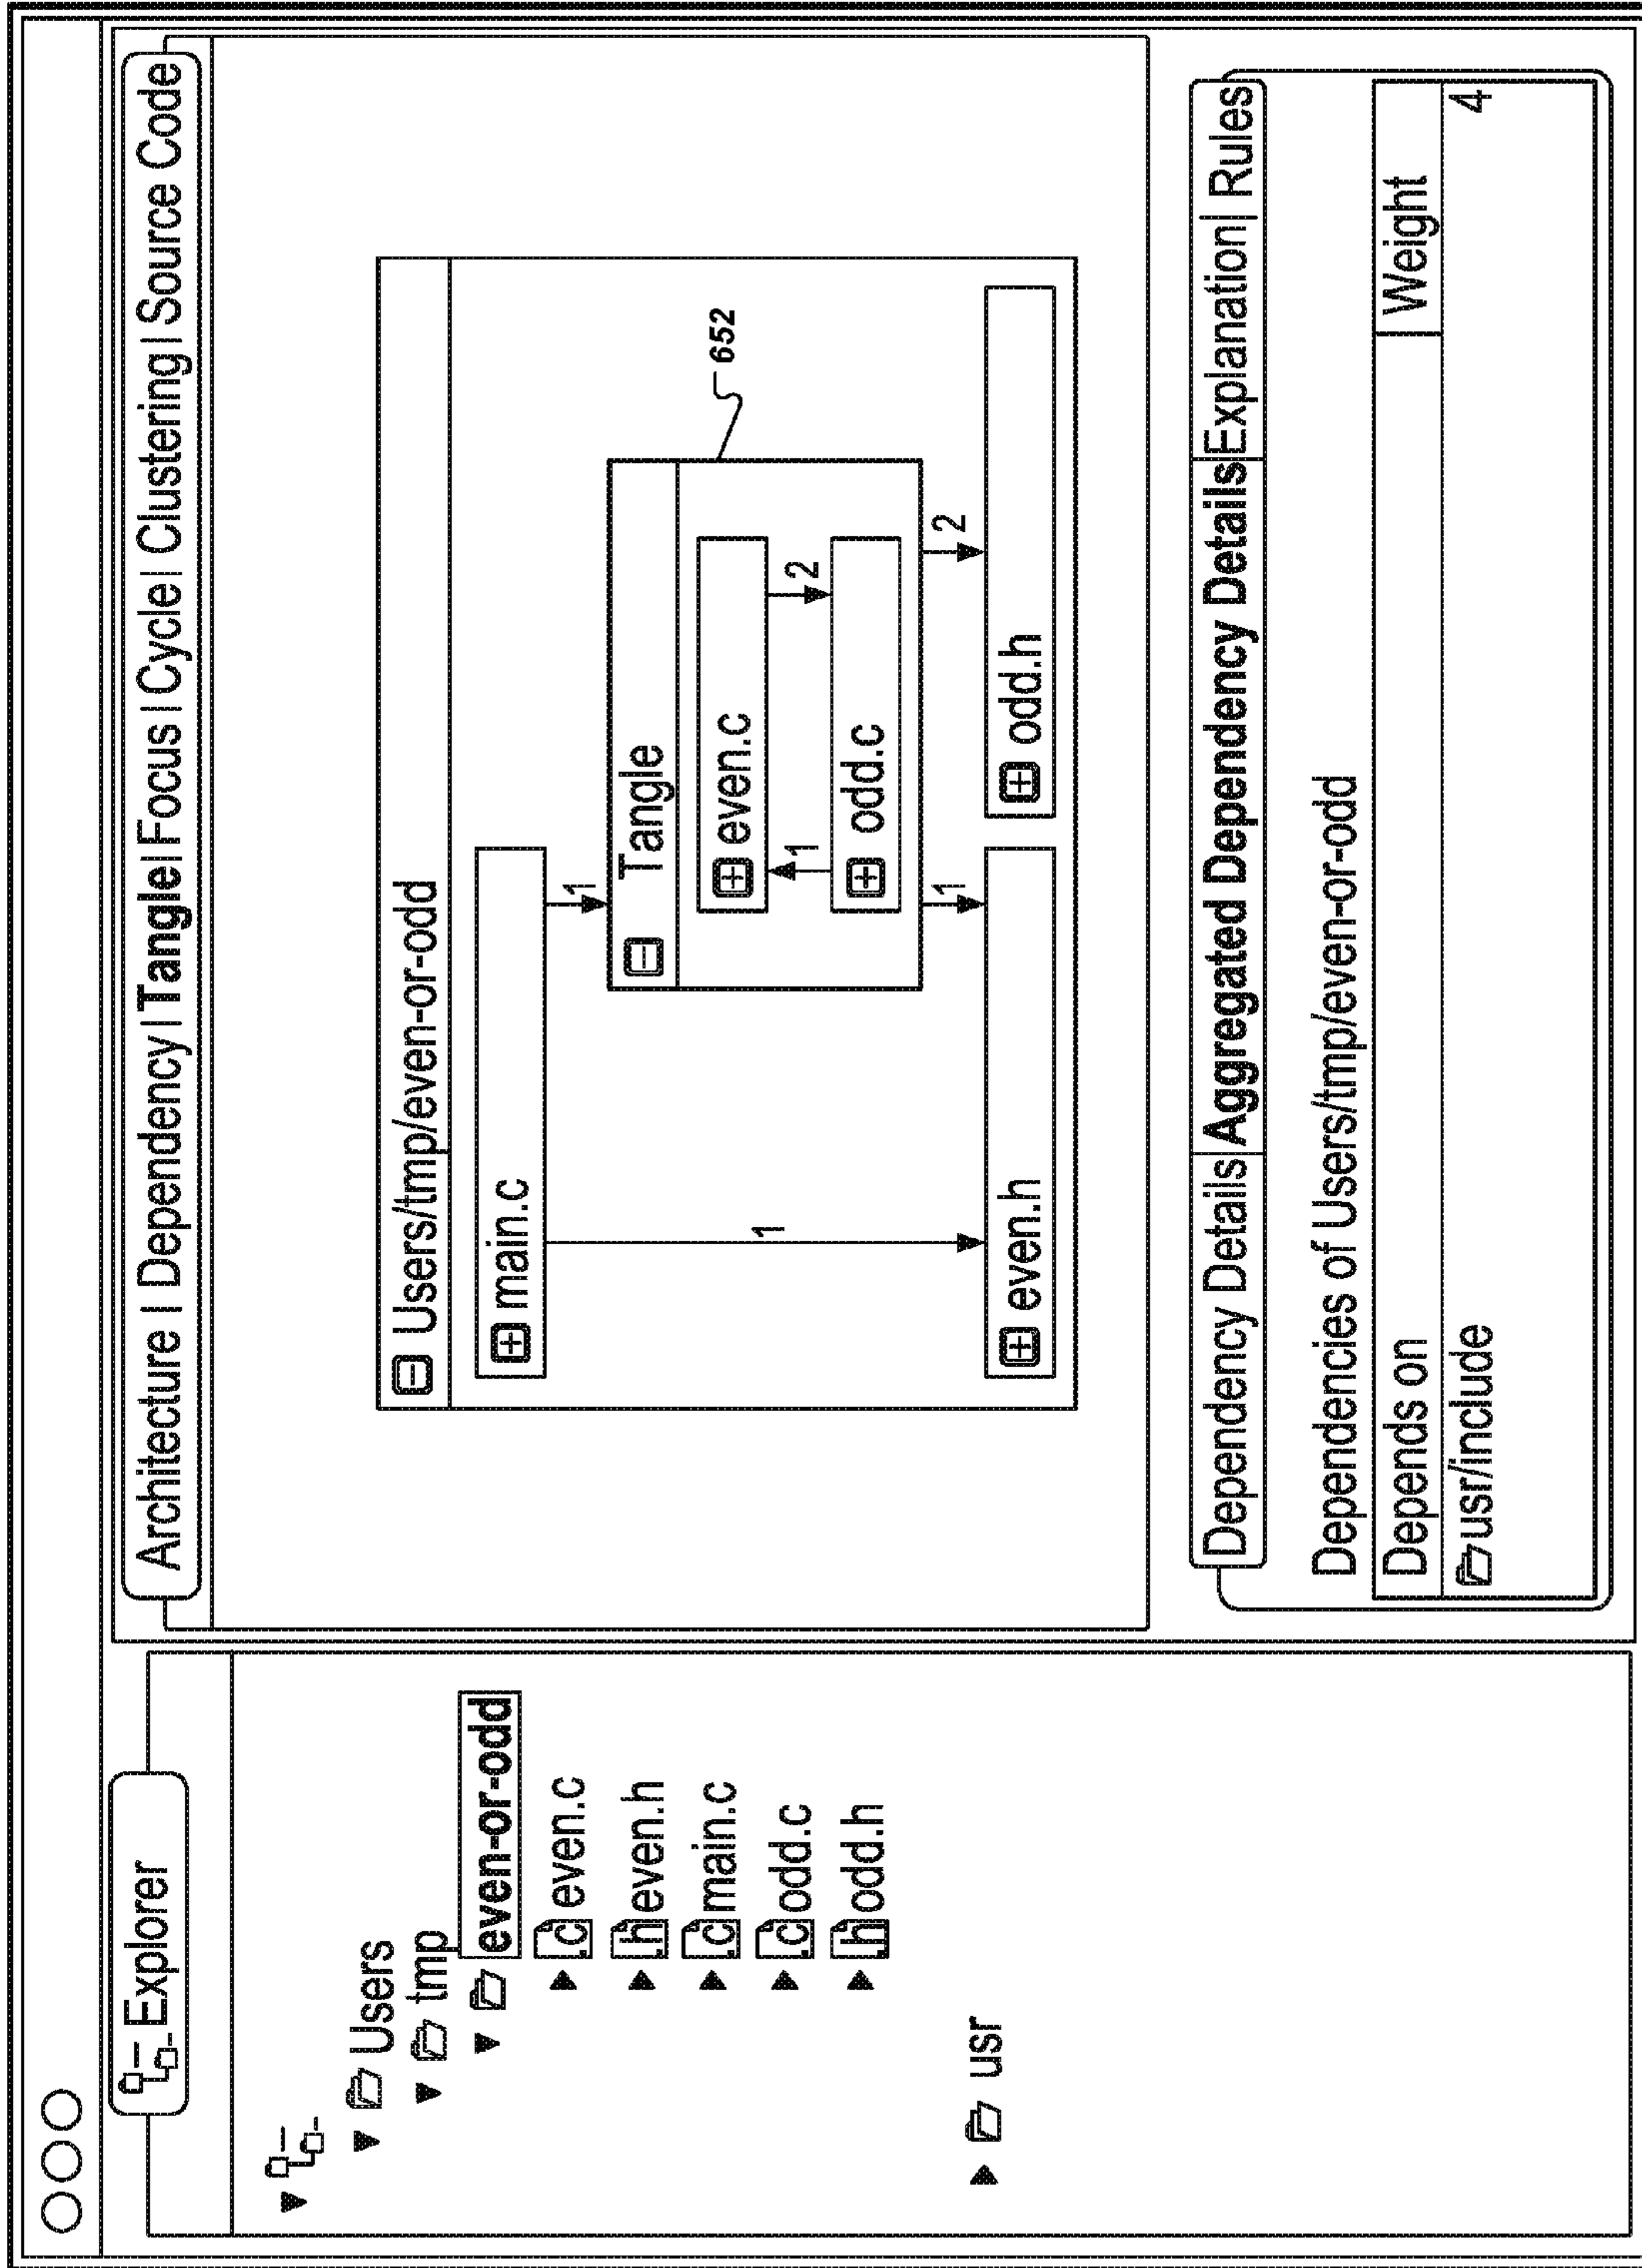 Explorer
Users
tmp
even-or-odd
.c even.c
.h even.h
.c main.c
.c odd.c
.h odd.h
usr
Architecture | Dependency | Tangle | Focus | Cycle | Clustering | Source Code
Users/tmp/even-or-odd
main.c
1
Tangle
652
even.c
1
2
odd.c
1
1
2
even.h
odd.h
Dependency Details | Aggregated Dependency Details | Explanation | Rules
Dependencies of Users/tmp/even-or-odd
Depends on Weight
usr/include 4